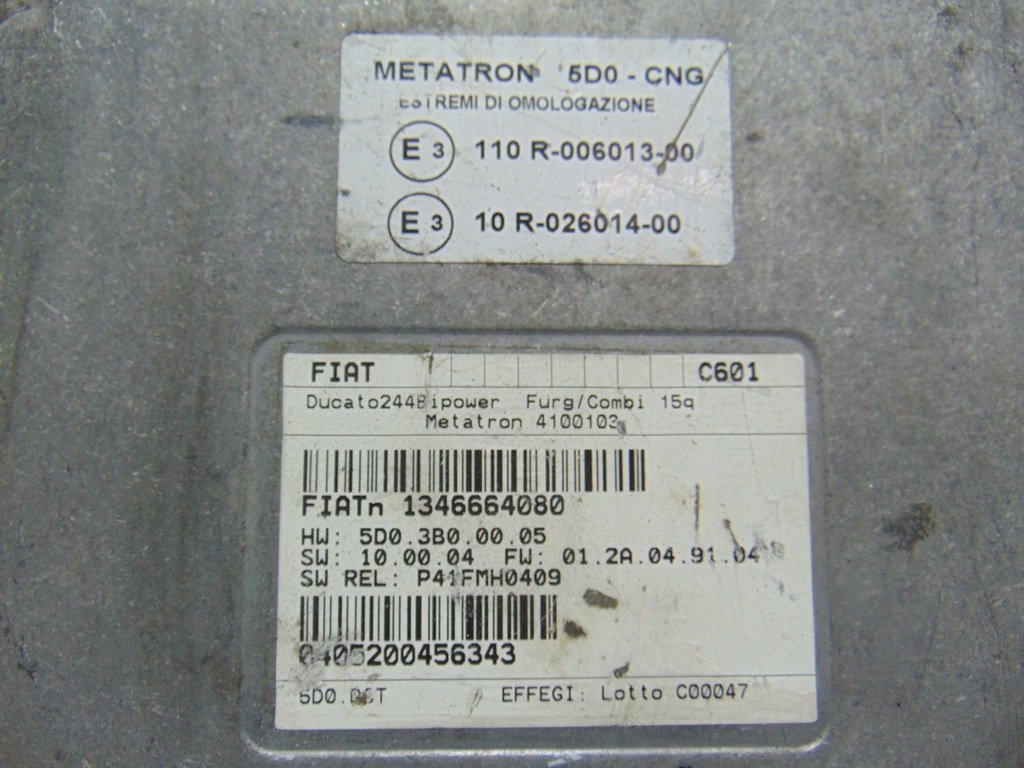 METATRON 5D0 - CNG
ESTREMI DI OMOLOGAZIONE
E 3 110 R-006013-00
E 3 10 R-026014-00
FIAT C601
Ducato244Bipower Furg/Combi 15q
Metatron 4100103
FIATn 1346664080
HW: 5D0.3B0.00.05
SW: 10.00.04 FW: 01.2A.04.91.04
SW REL: P41FMH0409
0405200456343
EFFEGI: Lotto C00047